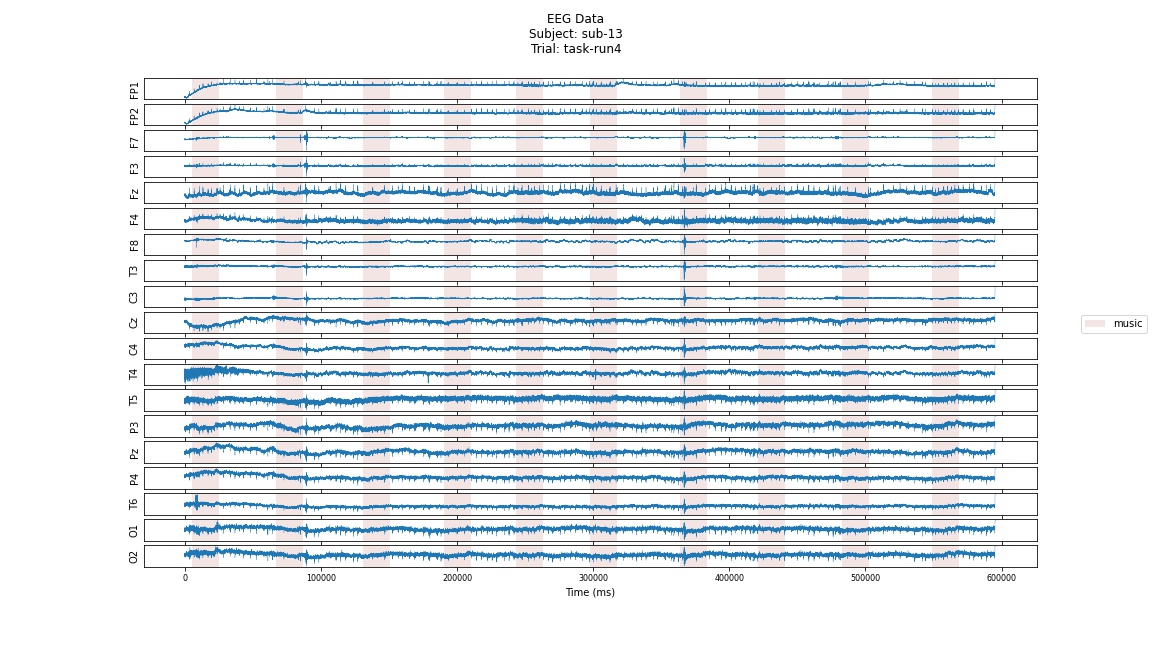 EEG Data
Subject: sub-13
Trial: task-run4
FP1
FP2
F7
F3
Fz
F4
F8
T3
C3
Cz
C4
T4
T5
P3
Pz
P4
T6
O1
O2
music
0 100000 200000 300000 400000 500000 600000
Time (ms)